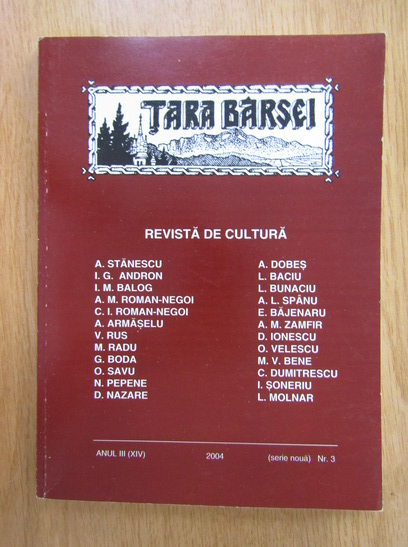 ȚARA BÂRSEI
REVISTĂ DE CULTURĂ
A. STĂNESCU
I. G. ANDRON
I. M. BALOG
A. M. ROMAN-NEGOI
C. I. ROMAN-NEGOI
A. ARMĂȘELU
V. RUS
M. RADU
G. BODA
O. SAVU
N. PEPENE
D. NAZARE
A. DOBEȘ
L. BACIU
L. BUNACIU
A. L. SPÂNU
E. BĂJENARU
A. M. ZAMFIR
D. IONESCU
O. VELESCU
M. V. BENE
C. DUMITRESCU
I. ȘONERIU
L. MOLNAR
ANUL III (XIV) 2004 (serie nouă) Nr. 3